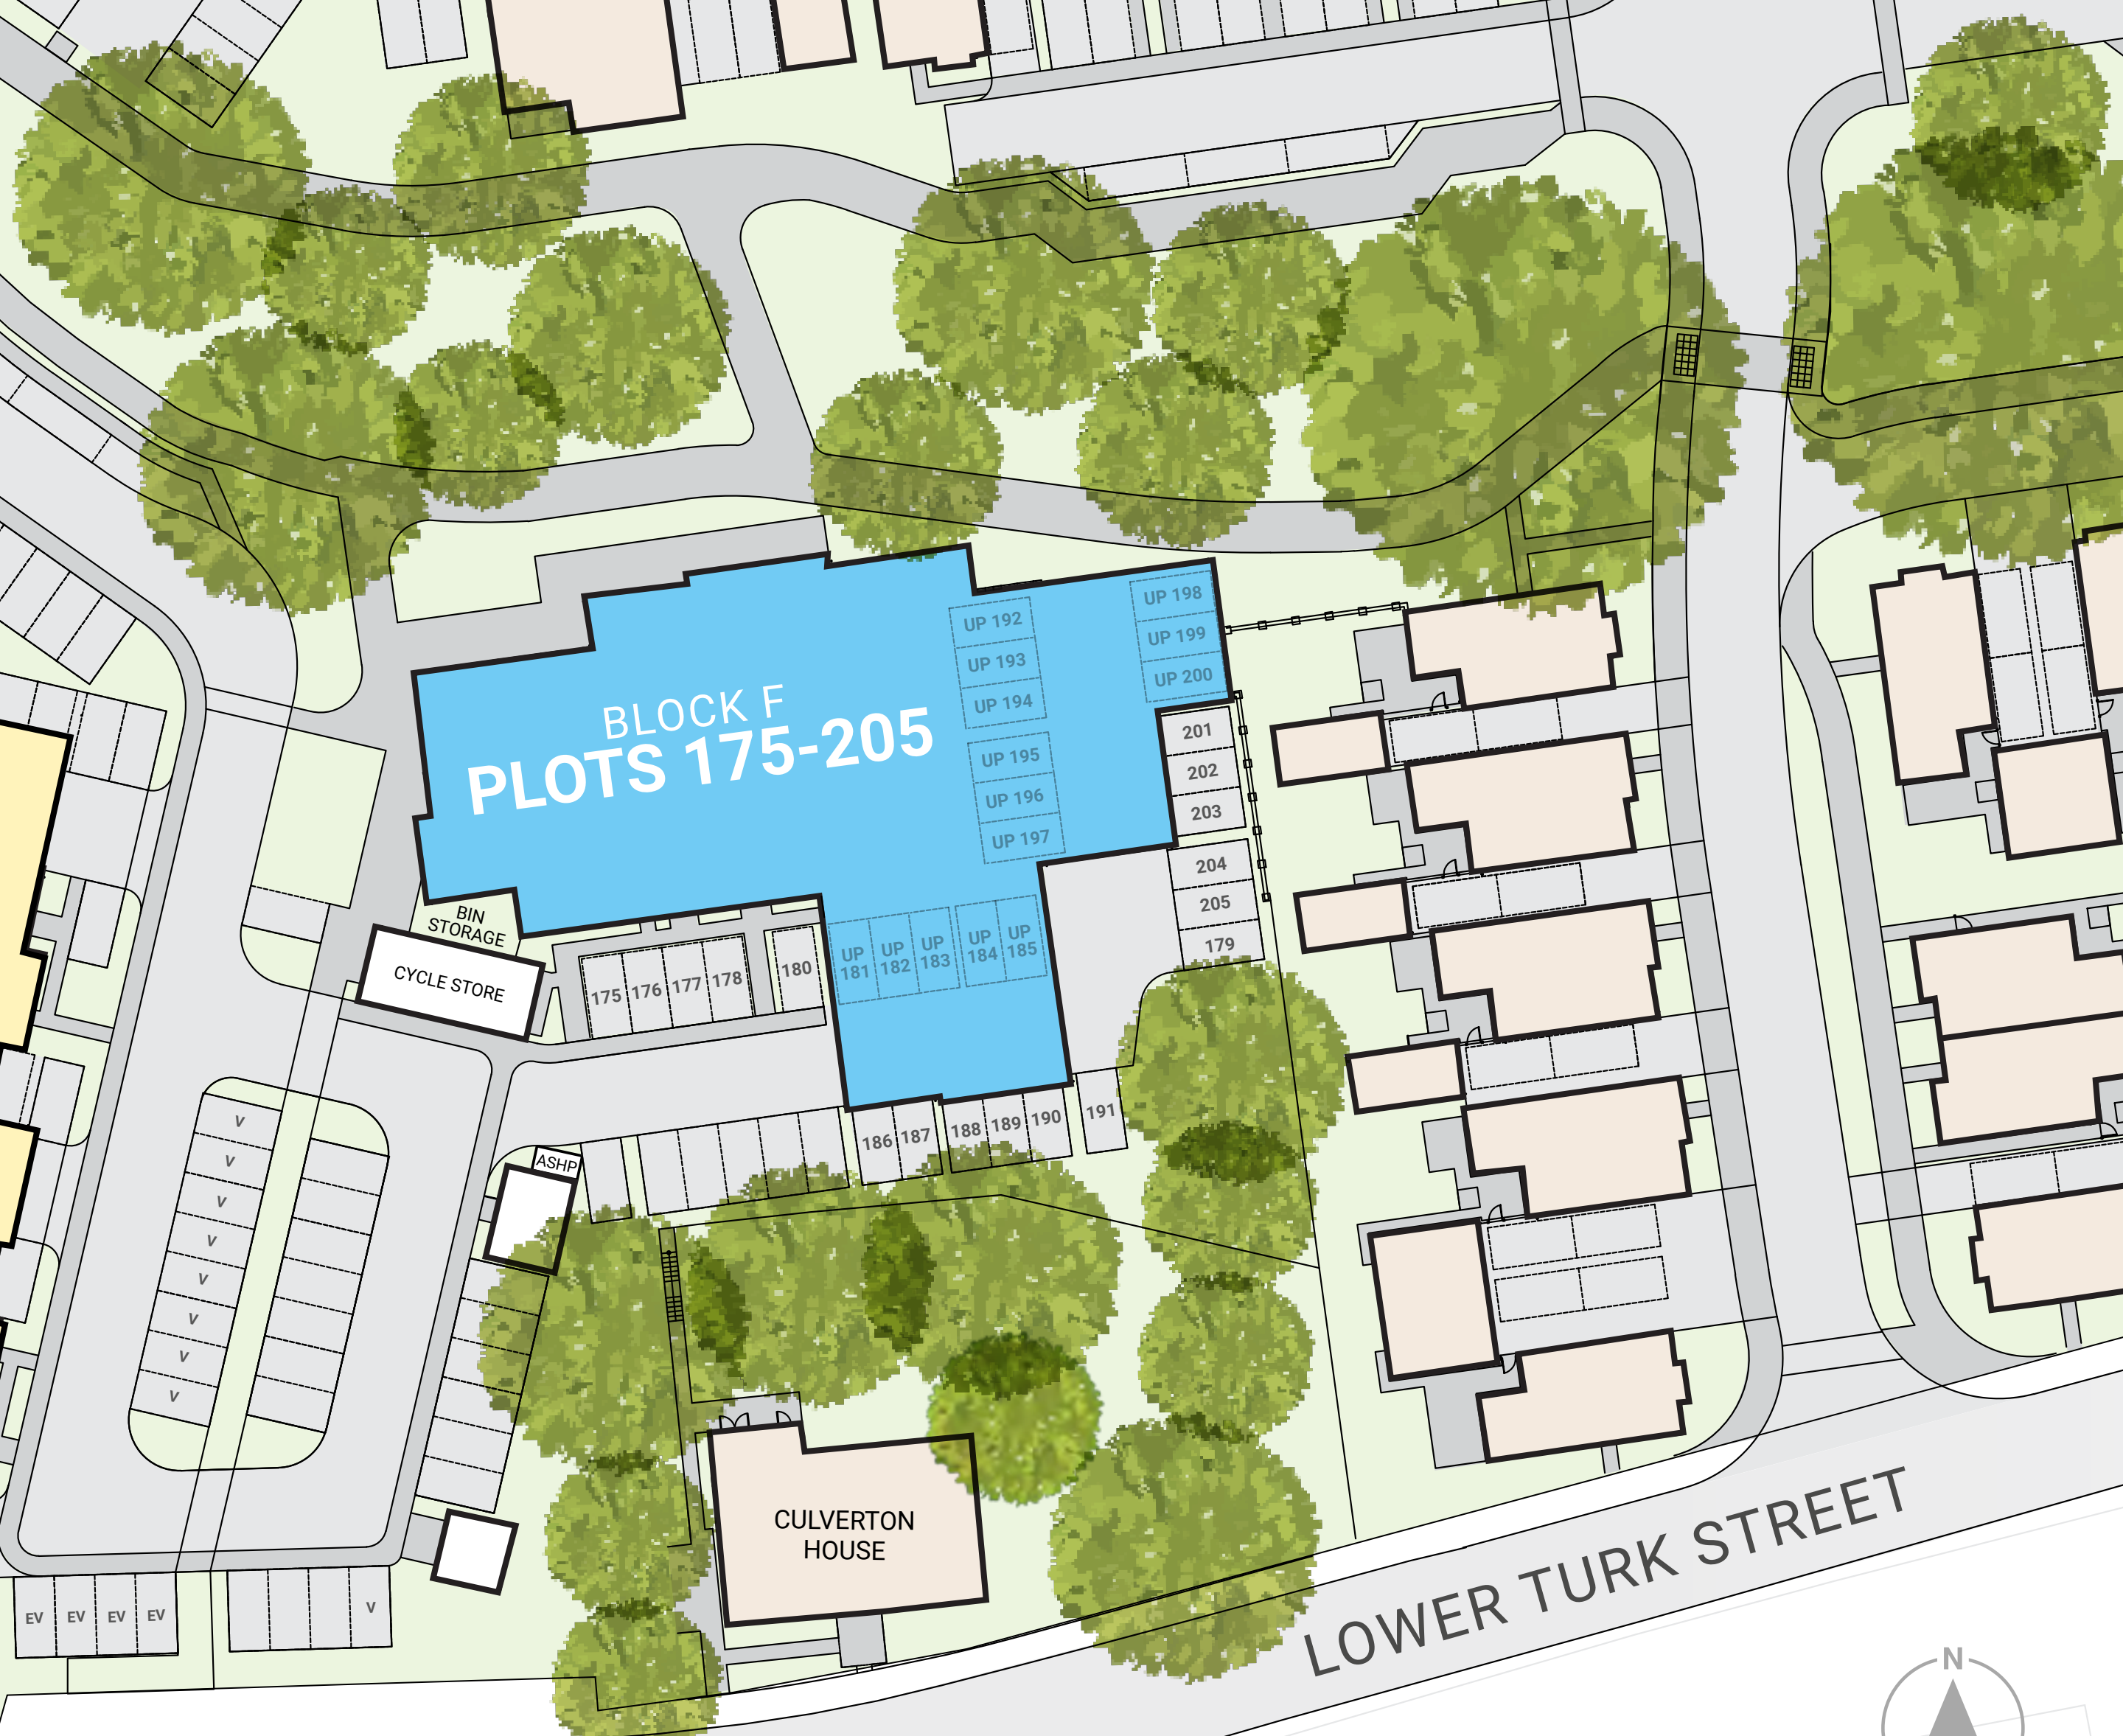 UP 192
UP 193
UP 194
UP 195
UP 196
UP 197
UP 198
UP 199
UP 200
BLOCK F
PLOTS 175-205
201
202
203
204
205
179
BIN
STORAGE
CYCLE STORE
175
176
177
178
180
UP
181
UP
182
UP
183
UP
184
UP
185
186
187
188
189
190
191
ASHP
V
V
V
V
V
V
V
V
CULVERTON
HOUSE
EV
EV
EV
EV
V
LOWER TURK STREET
N